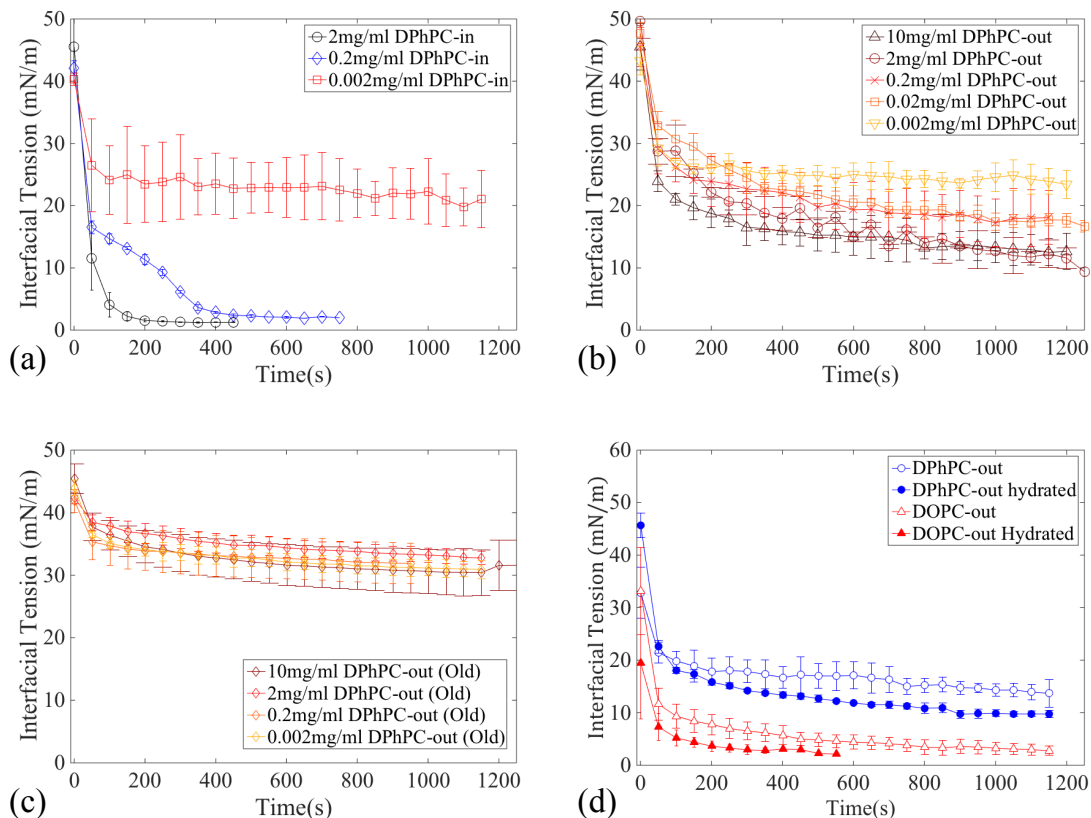 50
40
30
20
10
0
Interfacial Tension (mN/m)
2mg/ml DPhPC-in
0.2mg/ml DPhPC-in
0.002mg/ml DPhPC-in
0 200 400 600 800 1000 1200
Time(s)
(a)
50
40
30
20
10
0
Interfacial Tension (mN/m)
10mg/ml DPhPC-out
2mg/ml DPhPC-out
0.2mg/ml DPhPC-out
0.02mg/ml DPhPC-out
0.002mg/ml DPhPC-out
0 200 400 600 800 1000 1200
Time(s)
(b)
50
40
30
20
10
0
Interfacial Tension (mN/m)
10mg/ml DPhPC-out (Old)
2mg/ml DPhPC-out (Old)
0.2mg/ml DPhPC-out (Old)
0.002mg/ml DPhPC-out (Old)
0 200 400 600 800 1000 1200
Time(s)
(c)
60
50
40
30
20
10
0
Interfacial Tension (mN/m)
DPhPC-out
DPhPC-out hydrated
DOPC-out
DOPC-out Hydrated
0 200 400 600 800 1000 1200
Time(s)
(d)